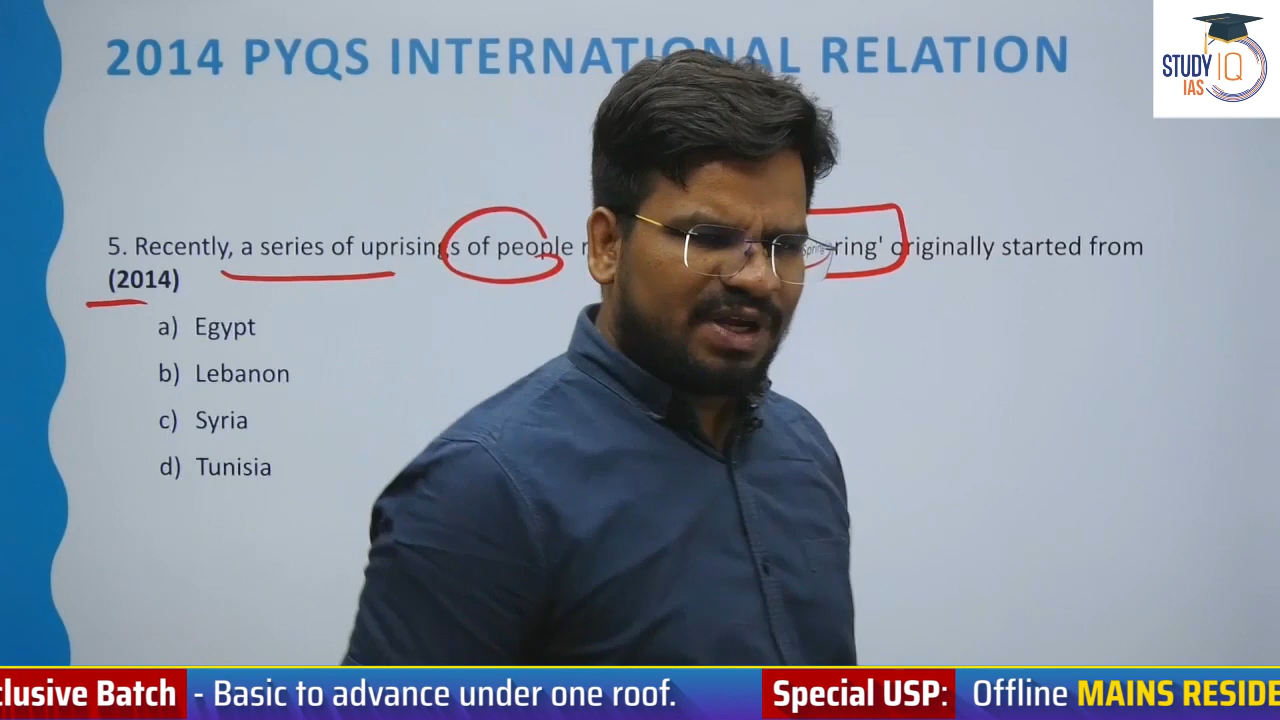 2014 PYQS INTERNATIONAL RELATION
STUDY IQ
IAS
5. Recently, a series of uprisings of people ring' originally started from
(2014)
a) Egypt
b) Lebanon
c) Syria
d) Tunisia
clusive Batch - Basic to advance under one roof. Special USP: Offline MAINS RESIDE